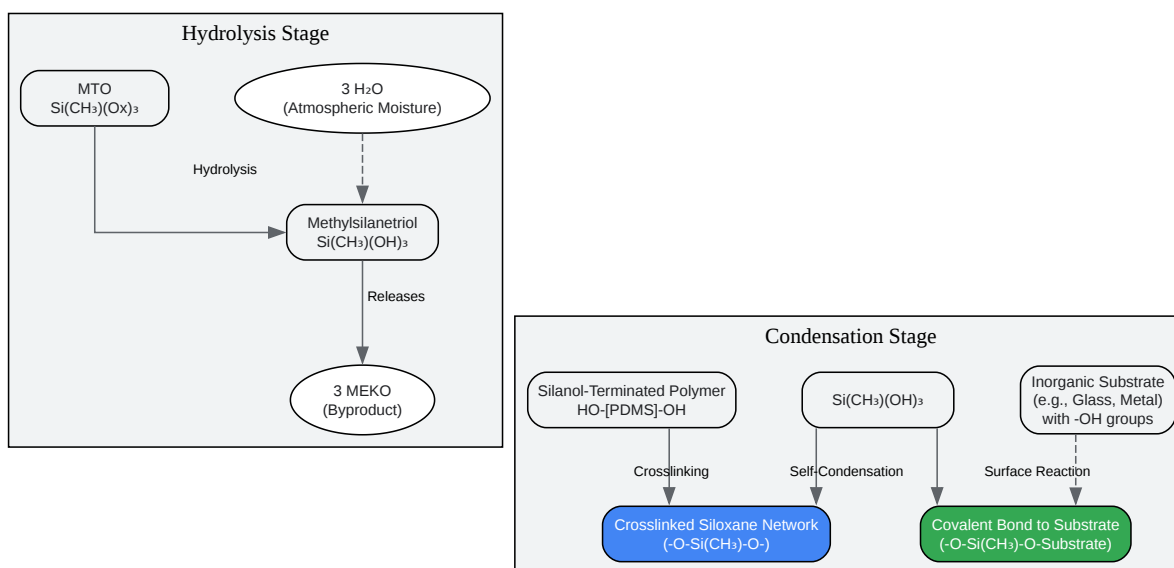 Hydrolysis Stage
MTO
Si(CH₃)(Ox)₃
3 H₂O
(Atmospheric Moisture)
Hydrolysis
Methylsilanetriol
Si(CH₃)(OH)₃
Releases
3 MEKO
(Byproduct)
Condensation Stage
Silanol-Terminated Polymer
HO-[PDMS]-OH
Si(CH₃)(OH)₃
Inorganic Substrate
(e.g., Glass, Metal)
with -OH groups
Crosslinking
Self-Condensation
Surface Reaction
Crosslinked Siloxane Network
(-O-Si(CH₃)-O-)
Covalent Bond to Substrate
(-O-Si(CH₃)-O-Substrate)